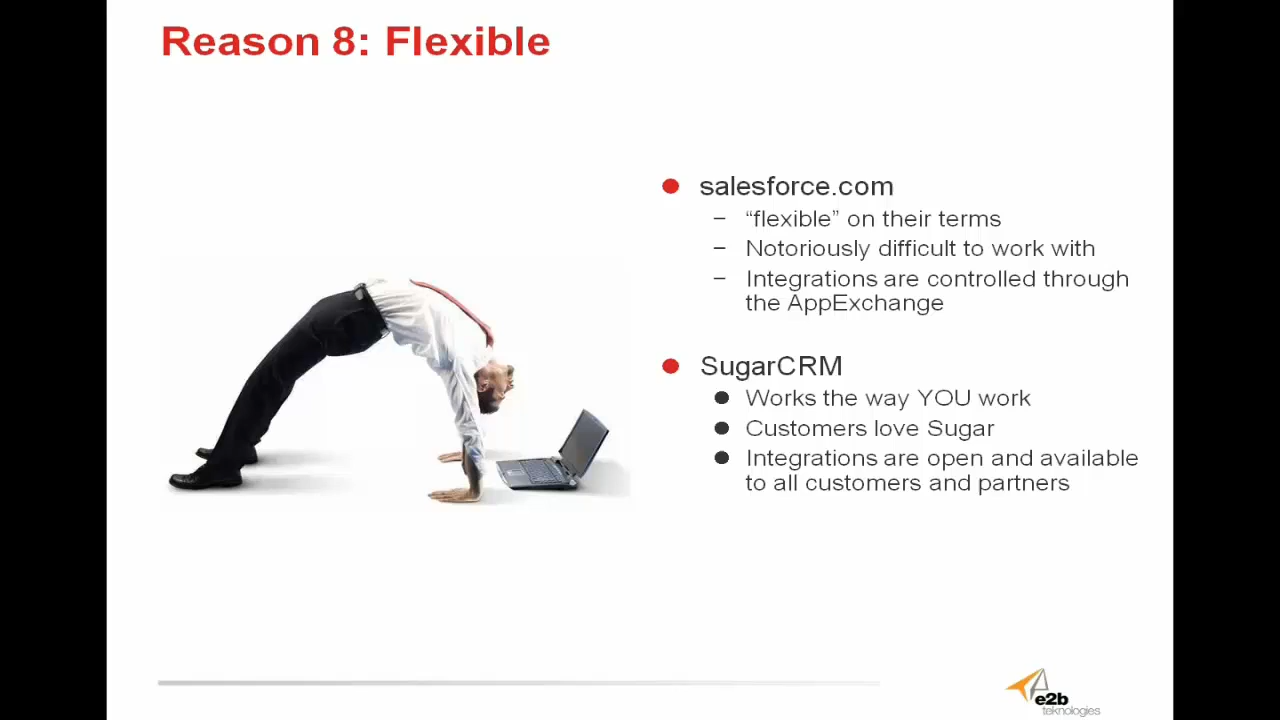 Reason 8: Flexible
● salesforce.com
– “flexible” on their terms
– Notoriously difficult to work with
– Integrations are controlled through
the AppExchange
● SugarCRM
● Works the way YOU work
● Customers love Sugar
● Integrations are open and available
to all customers and partners
e2b
teknologies